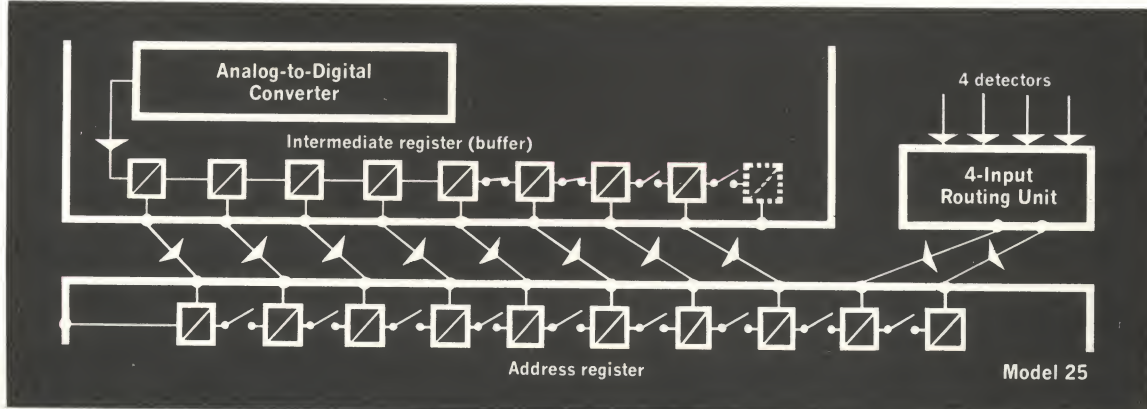 Analog-to-Digital
Converter
Intermediate register (buffer)
4 detectors
4-Input
Routing Unit
Address register
Model 25